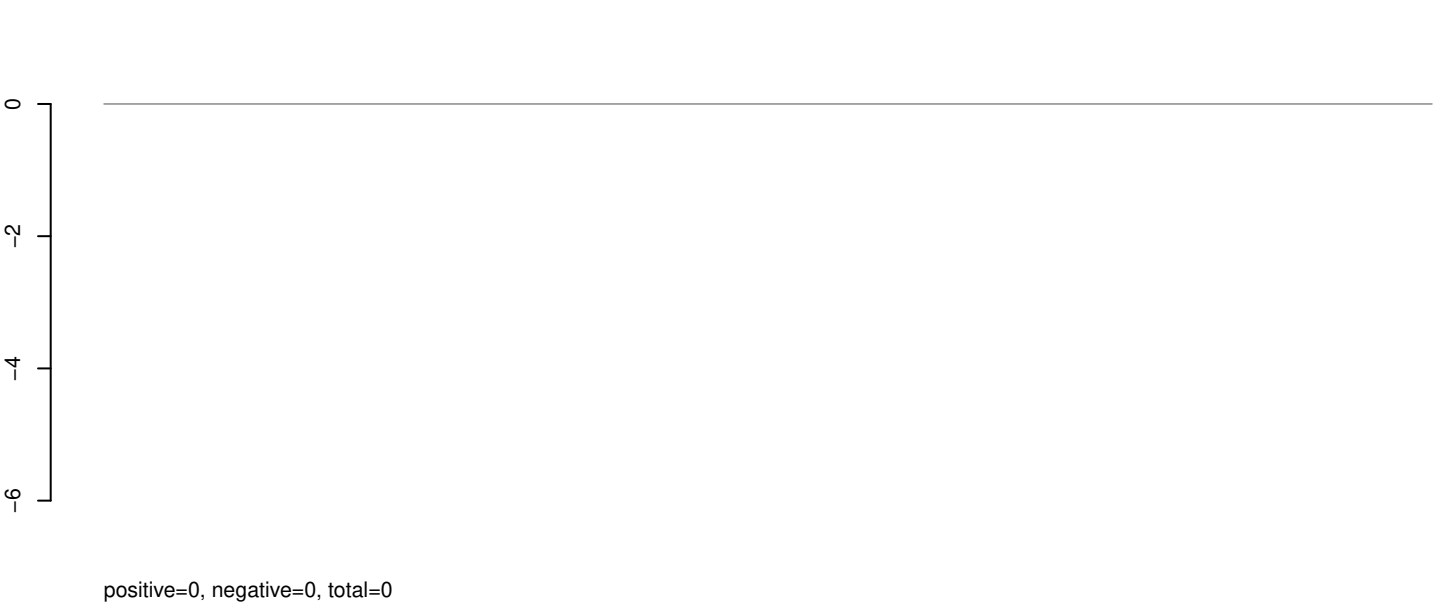 0
−2
−4
−6
positive=0, negative=0, total=0